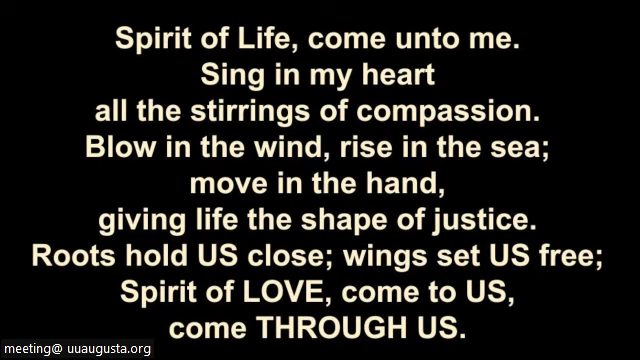 Spirit of Life, come unto me.
Sing in my heart
all the stirrings of compassion.
Blow in the wind, rise in the sea;
move in the hand,
giving life the shape of justice.
Roots hold US close; wings set US free;
Spirit of LOVE, come to US,
come THROUGH US.
meeting@ uuaugusta.org